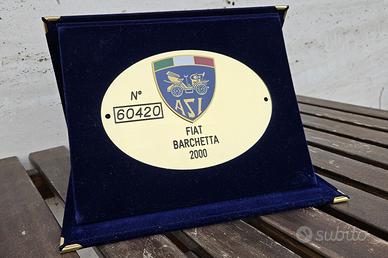 ASI
N°
60420
FIAT
BARCHETTA
2000
subito